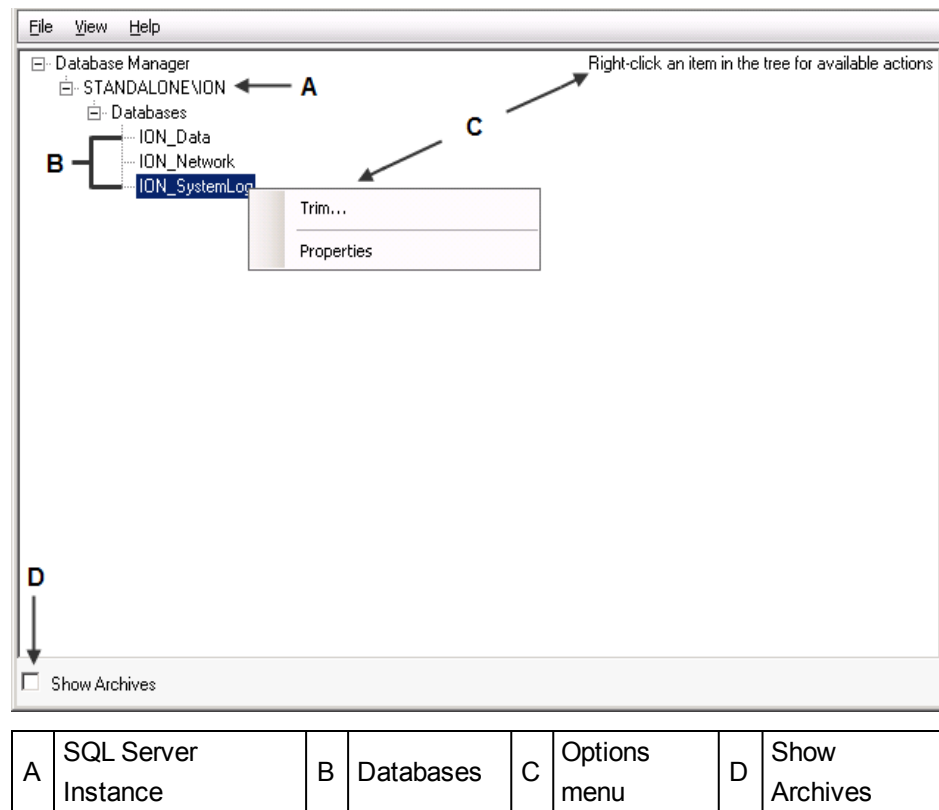 File View Help
Database Manager Right-click an item in the tree for available actions
STANDALONE\ION A
Databases
C
ION_Data
B ION_Network
ION_SystemLog
Trim...
Properties
D
Show Archives
A SQL Server Instance B Databases C Options menu D Show Archives